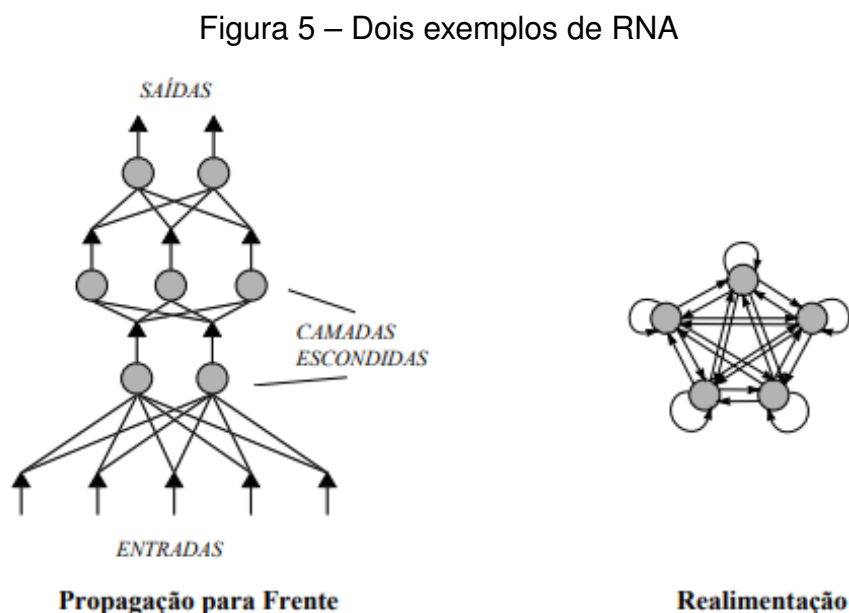 Figura 5 – Dois exemplos de RNA
SAÍDAS
CAMADAS
ESCONDIDAS
ENTRADAS
Propagação para Frente
Realimentação